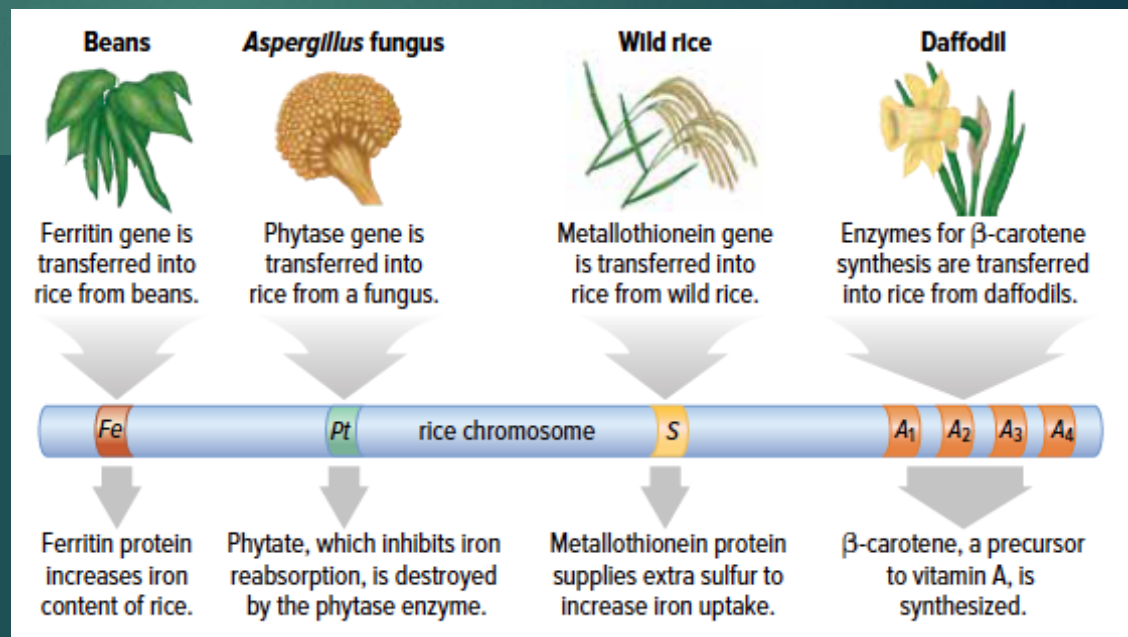 Beans
Aspergillus fungus
Wild rice
Daffodil
Ferritin gene is
transferred into
rice from beans.
Phytase gene is
transferred into
rice from a fungus.
Metallothionein gene
is transferred into
rice from wild rice.
Enzymes for β-carotene
synthesis are transferred
into rice from daffodils.
Fe
Pt
rice chromosome
S
A₁
A₂
A₃
A₄
Ferritin protein
increases iron
content of rice.
Phytate, which inhibits iron
reabsorption, is destroyed
by the phytase enzyme.
Metallothionein protein
supplies extra sulfur to
increase iron uptake.
β-carotene, a precursor
to vitamin A, is
synthesized.